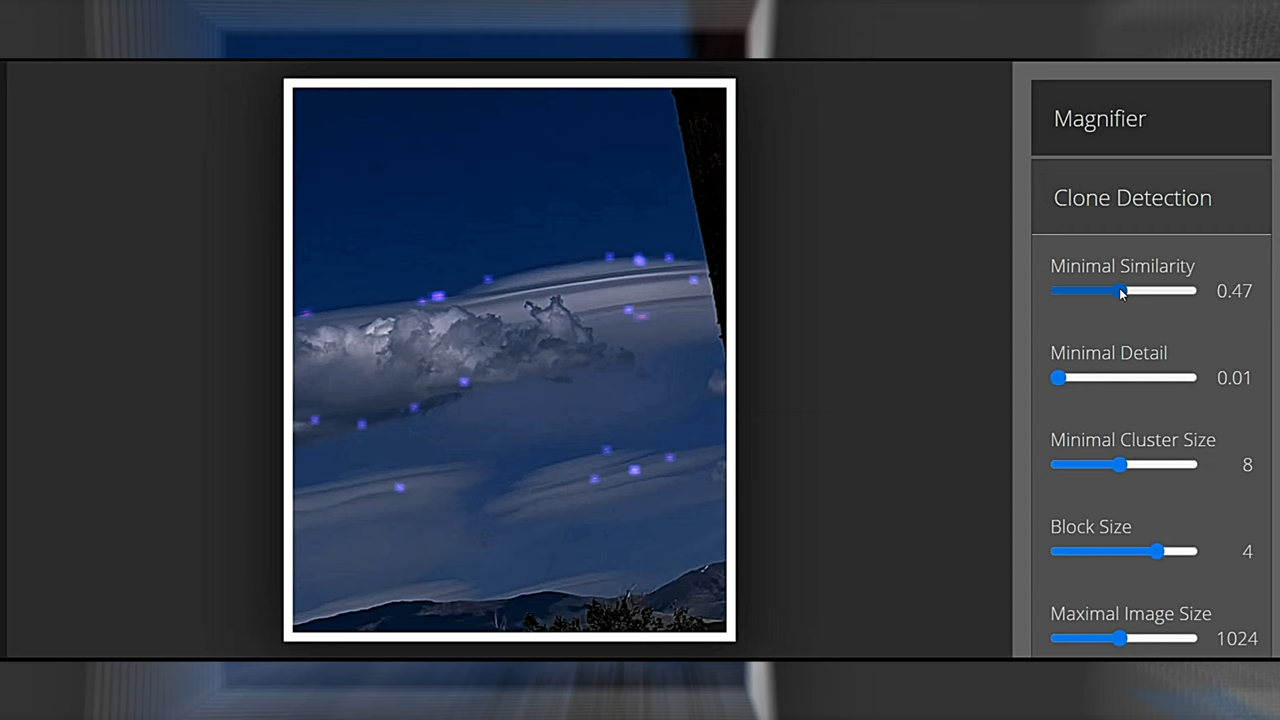 Magnifier
Clone Detection
Minimal Similarity
0.47
Minimal Detail
0.01
Minimal Cluster Size
8
Block Size
4
Maximal Image Size
1024